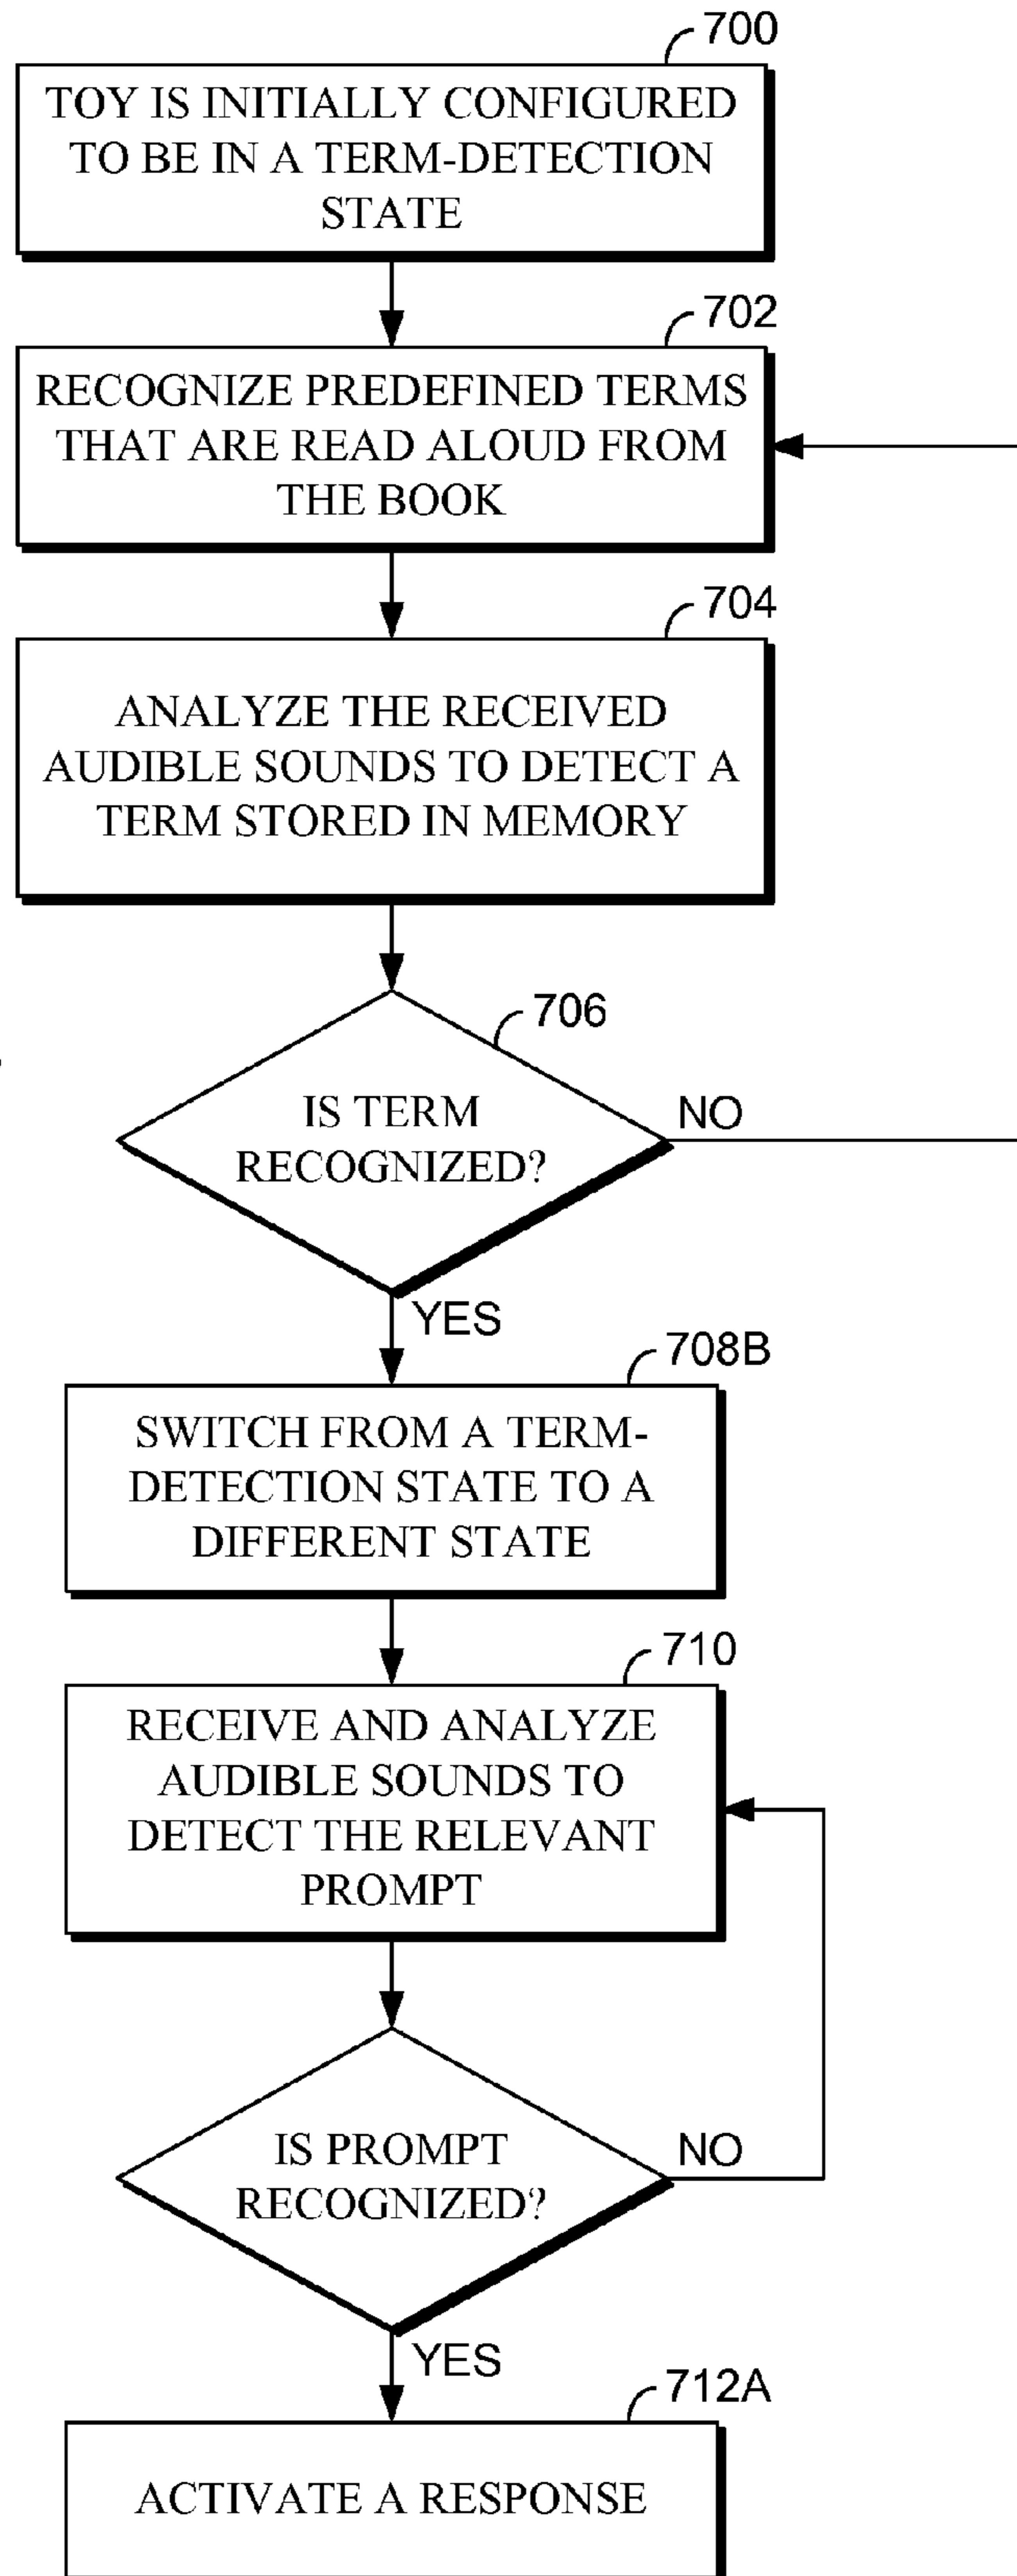 700
TOY IS INITIALLY CONFIGURED
TO BE IN A TERM-DETECTION
STATE
702
RECOGNIZE PREDEFINED TERMS
THAT ARE READ ALOUD FROM
THE BOOK
704
ANALYZE THE RECEIVED
AUDIBLE SOUNDS TO DETECT A
TERM STORED IN MEMORY
706
IS TERM
RECOGNIZED?
NO
YES
708B
SWITCH FROM A TERM-
DETECTION STATE TO A
DIFFERENT STATE
710
RECEIVE AND ANALYZE
AUDIBLE SOUNDS TO
DETECT THE RELEVANT
PROMPT
IS PROMPT
RECOGNIZED?
NO
YES
712A
ACTIVATE A RESPONSE